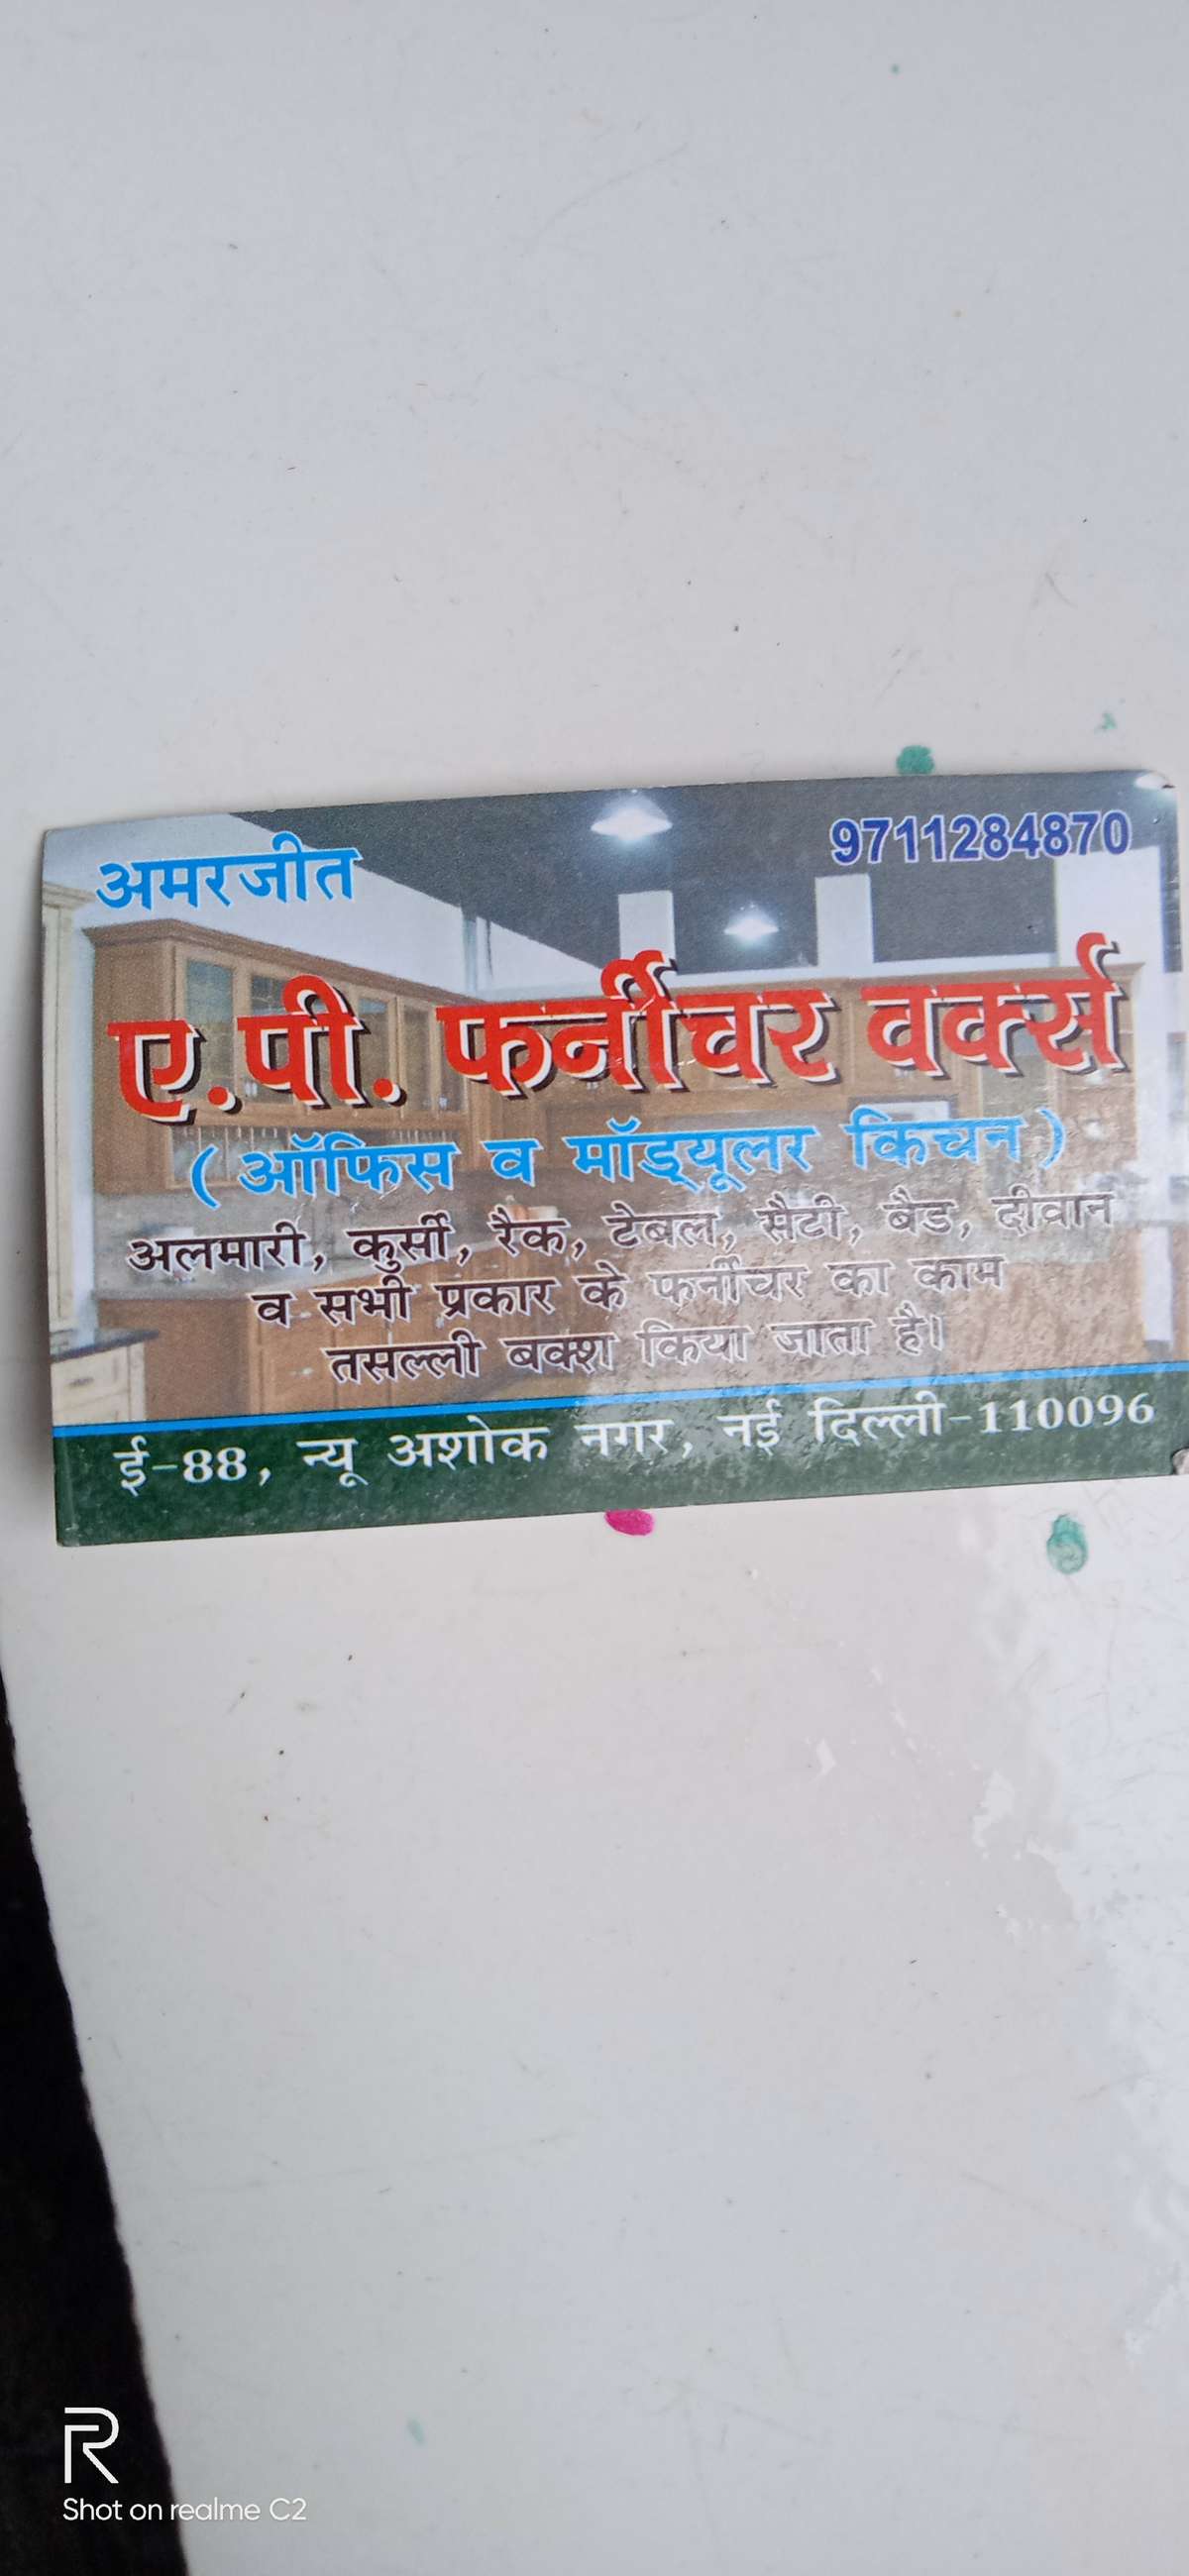 अमरजीत 9711284870
ए.पी. फर्नीचर वर्क्स
( ऑफिस व मॉड्यूलर किचन )
अलमारी, कुर्सी, रैक, टेबल, सैटी, बैड, दीवान
व सभी प्रकार के फर्नीचर का काम
तसल्ली बक्श किया जाता है।
ई-88, न्यू अशोक नगर, नई दिल्ली-110096
R
Shot on realme C2